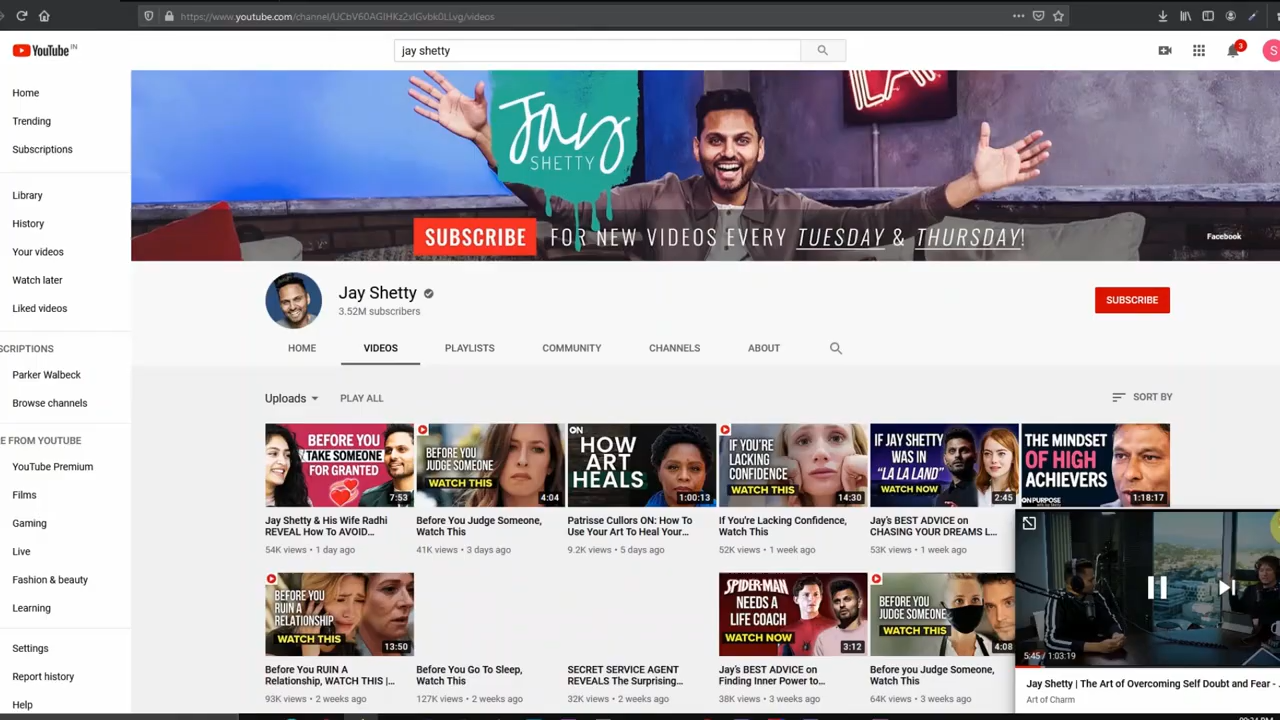 https://www.youtube.com/channel/UCbV60AGIHKz2xIGvbk0LLvg/videos
YouTube IN
jay shetty
3
S
Home
Trending
Subscriptions
Library
History
Your videos
Watch later
Liked videos
SCRIPTIONS
Parker Walbeck
Browse channels
E FROM YOUTUBE
YouTube Premium
Films
Gaming
Live
Fashion & beauty
Learning
Settings
Report history
Help
Jay
SHETTY
SUBSCRIBE FOR NEW VIDEOS EVERY TUESDAY & THURSDAY!
Facebook
Jay Shetty
3.52M subscribers
SUBSCRIBE
HOME VIDEOS PLAYLISTS COMMUNITY CHANNELS ABOUT
Uploads PLAY ALL SORT BY
BEFORE YOU
TAKE SOMEONE
FOR GRANTED
7:53
Jay Shetty & His Wife Radhi
REVEAL How To AVOID...
54K views • 1 day ago
BEFORE YOU
JUDGE SOMEONE
WATCH THIS
4:04
Before You Judge Someone,
Watch This
41K views • 3 days ago
ON
HOW
ART
HEALS
1:00:13
Patrisse Cullors ON: How To
Use Your Art To Heal Your...
9.2K views • 5 days ago
IF YOU'RE
LACKING
CONFIDENCE
WATCH THIS
14:30
If You're Lacking Confidence,
Watch This
52K views • 1 week ago
IF JAY SHETTY
WAS IN
"LA LA LAND"
WATCH NOW
2:45
Jay's BEST ADVICE on
CHASING YOUR DREAMS L...
53K views • 1 week ago
THE MINDSET
OF HIGH
ACHIEVERS
ON PURPOSE
1:18:17
BEFORE YOU
RUIN A
RELATIONSHIP
WATCH THIS
13:50
Before You RUIN A
Relationship, WATCH THIS |...
93K views • 2 weeks ago
Before You Go To Sleep,
Watch This
127K views • 2 weeks ago
SECRET SERVICE AGENT
REVEALS The Surprising...
32K views • 2 weeks ago
SPIDER-MAN
NEEDS A
LIFE COACH
WATCH NOW
3:12
Jay's BEST ADVICE on
Finding Inner Power to...
38K views • 3 weeks ago
BEFORE YOU
JUDGE SOMEONE
WATCH THIS
4:08
Before you Judge Someone,
Watch This
64K views • 3 weeks ago
5:45 / 1:03:19
Jay Shetty | The Art of Overcoming Self Doubt and Fear - .
Art of Charm